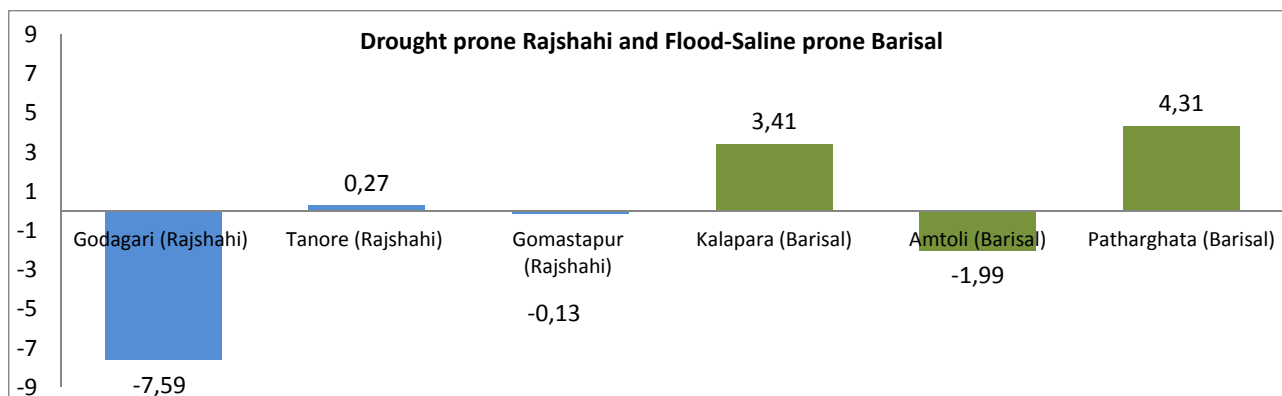 Drought prone Rajshahi and Flood-Saline prone Barisal
9
7
5
3
1
-1
-3
-5
-7
-9
-7,59
0,27
-0,13
3,41
-1,99
4,31
Godagari (Rajshahi)
Tanore (Rajshahi)
Gomastapur
(Rajshahi)
Kalapara (Barisal)
Amtoli (Barisal)
Patharghata (Barisal)